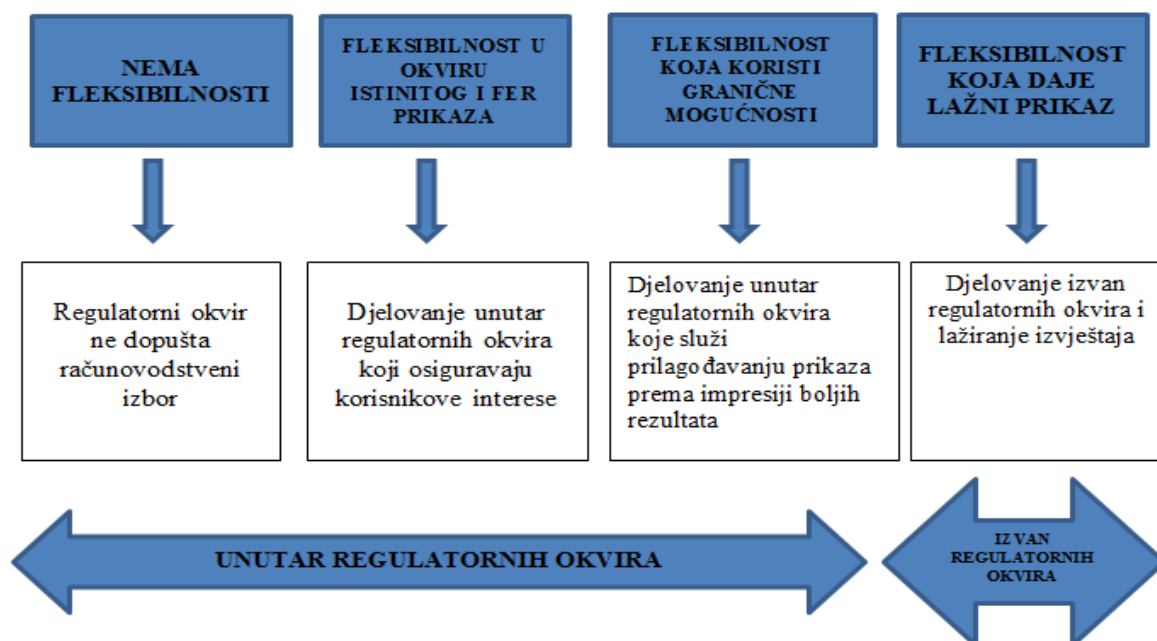 NEMA
FLEKSIBILNOSTI
FLEKSIBILNOST U
OKVIRU
ISTINITOG I FER
PRIKAZA
FLEKSIBILNOST
KOJA KORISTI
GRANIČNE
MOGUĆNOSTI
FLEKSIBILNOST
KOJA DAJE
LAŽNI PRIKAZ
Regulatorni okvir
ne dopušta
računovodstveni
izbor
Djelovanje unutar
regulatornih okvira
koji osiguravaju
korisnikove interese
Djelovanje unutar
regulatornih okvira
koje služi
prilagođavanju prikaza
prema impresiji boljih
rezultata
Djelovanje izvan
regulatornih okvira i
lažiranje izvještaja
UNUTAR REGULATORNIH OKVIRA
IZVAN
REGULATORNIH
OKVIRA